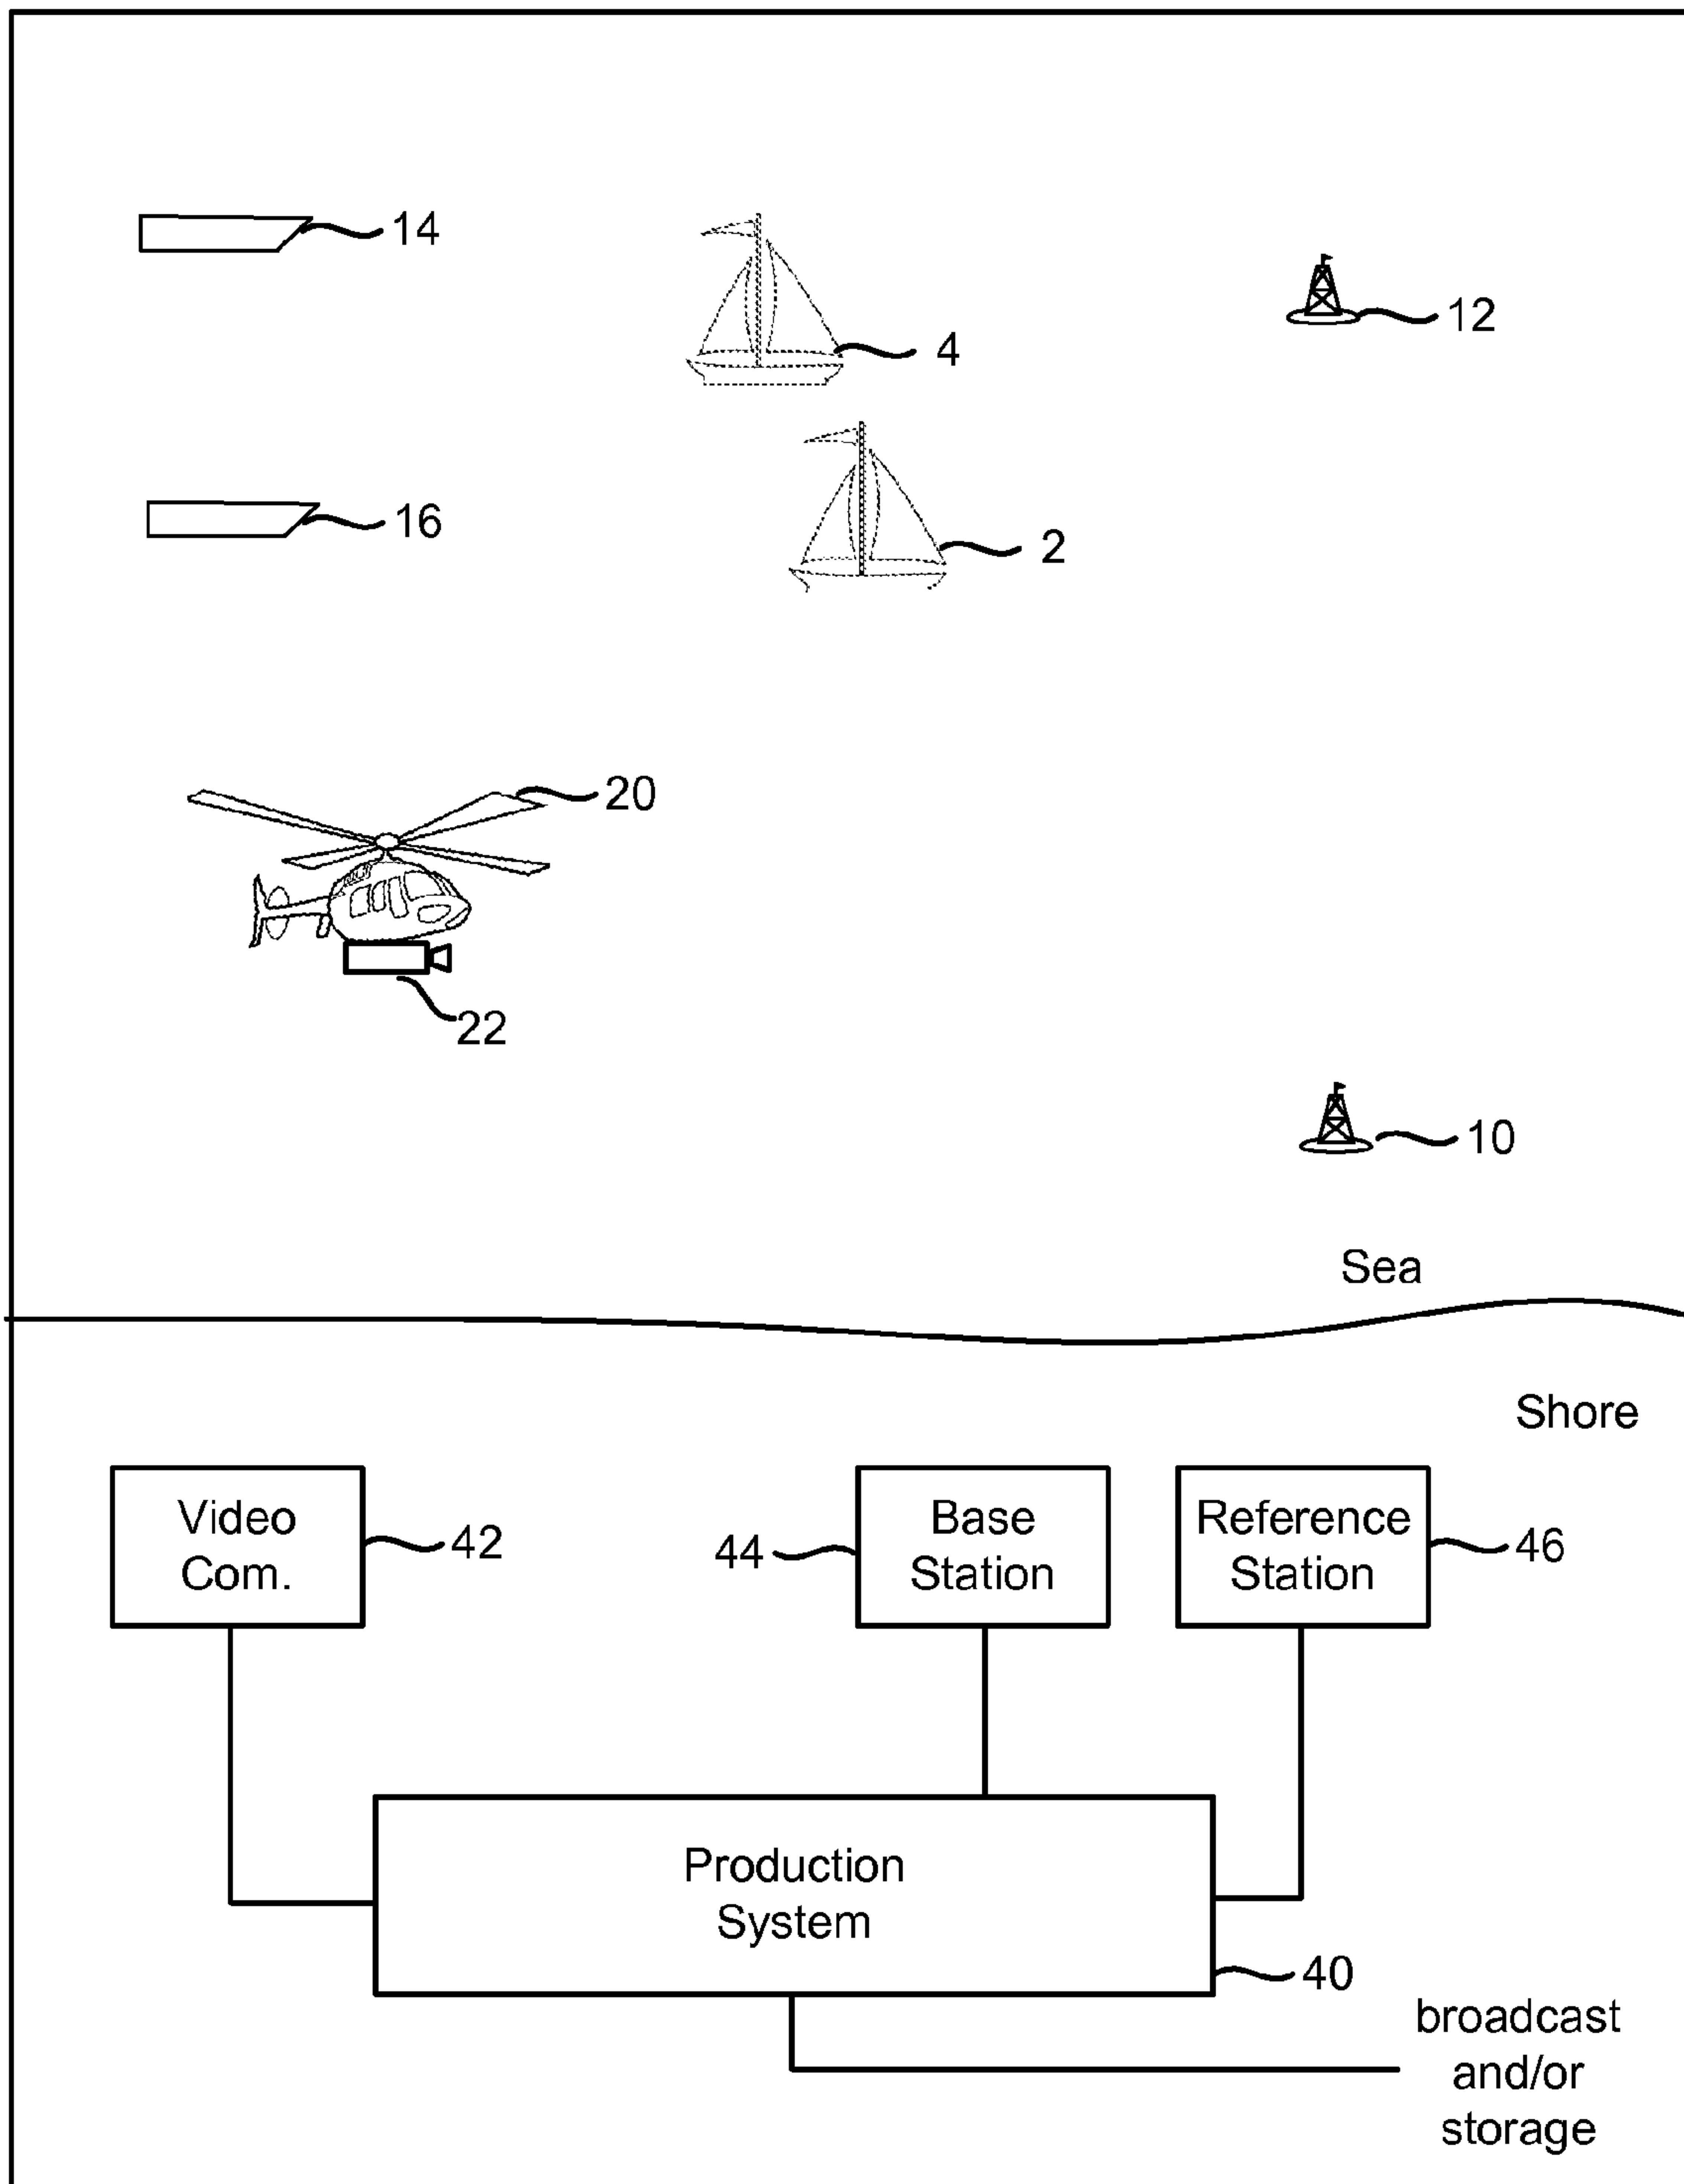 14
4
12
16
2
20
22
10
Sea
Shore
Video
Com.
42
44
Base
Station
Reference
Station
46
Production
System
40
broadcast
and/or
storage